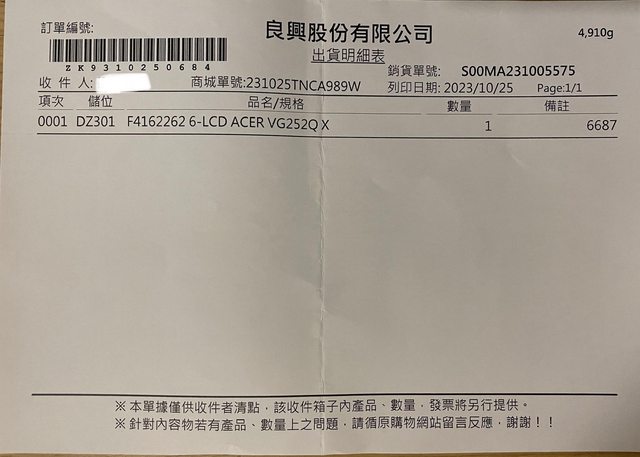 訂單編號:
良興股份有限公司
4,910g
出貨明細表
ZK9310250684
銷貨單號: S00MA231005575
收 件 人: 商城單號:231025TNCA989W 列印日期: 2023/10/25 Page:1/1
項次 儲位 品名/規格 數量 備註
0001 DZ301 F4162262 6-LCD ACER VG252Q X 1 6687
※本單據僅供收件者清點，該收件箱子內產品、數量，發票將另行提供。
※針對內容物若有產品、數量上之問題，請循原購物網站留言反應，謝謝！！